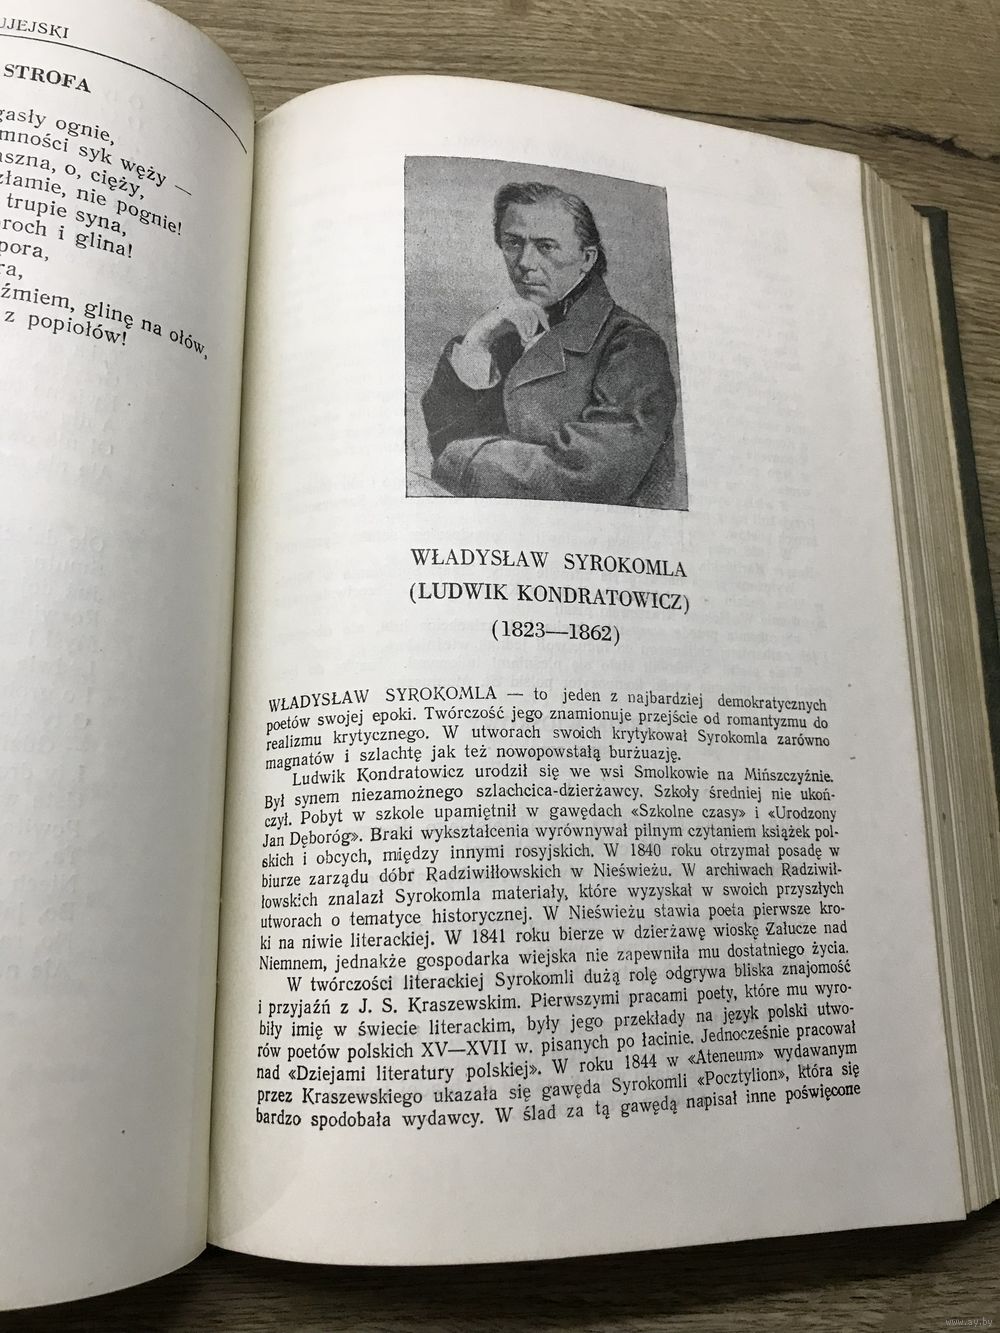 UJEJSKI
STROFA
gasły ognie,
mności syk węży —
aszna, o, cięży,
złamie, nie pognie!
trupie syna,
roch i glina!
pora,
ra,
źmiem, glinę na ołów,
z popiołów!
WŁADYSŁAW SYROKOMLA
(LUDWIK KONDRATOWICZ)
(1823—1862)
WŁADYSŁAW SYROKOMLA — to jeden z najbardziej demokratycznych
poetów swojej epoki. Twórczość jego znamionuje przejście od romantyzmu do
realizmu krytycznego. W utworach swoich krytykował Syrokomla zarówno
magnatów i szlachtę jak też nowopowstałą burżuazję.
Ludwik Kondratowicz urodził się we wsi Smolkowie na Mińszczyźnie.
Był synem niezamożnego szlachcica-dzierżawcy. Szkoły średniej nie ukoń-
czył. Pobyt w szkole upamiętnił w gawędach «Szkolne czasy» i «Urodzony
Jan Dęboróg». Braki wykształcenia wyrównywał pilnym czytaniem książek pol-
skich i obcych, między innymi rosyjskich. W 1840 roku otrzymał posadę w
biurze zarządu dóbr Radziwiłłowskich w Nieświeżu. W archiwach Radziwił-
łowskich znalazł Syrokomla materiały, które wyzyskał w swoich przyszłych
utworach o tematyce historycznej. W Nieświeżu stawia poeta pierwsze kro-
ki na niwie literackiej. W 1841 roku bierze w dzierżawę wioskę Załucze nad
Niemnem, jednakże gospodarka wiejska nie zapewniła mu dostatniego życia.
W twórczości literackiej Syrokomli dużą rolę odgrywa bliska znajomość
i przyjaźń z J. S. Kraszewskim. Pierwszymi pracami poety, które mu wyro-
biły imię w świecie literackim, były jego przekłady na język polski utwo-
rów poetów polskich XV—XVII w. pisanych po łacinie. Jednocześnie pracował
nad «Dziejami literatury polskiej». W roku 1844 w «Ateneum» wydawanym
przez Kraszewskiego ukazała się gawęda Syrokomli «Pocztylion», która się
bardzo spodobała wydawcy. W ślad za tą gawędą napisał inne poświęcone
www.ay.by